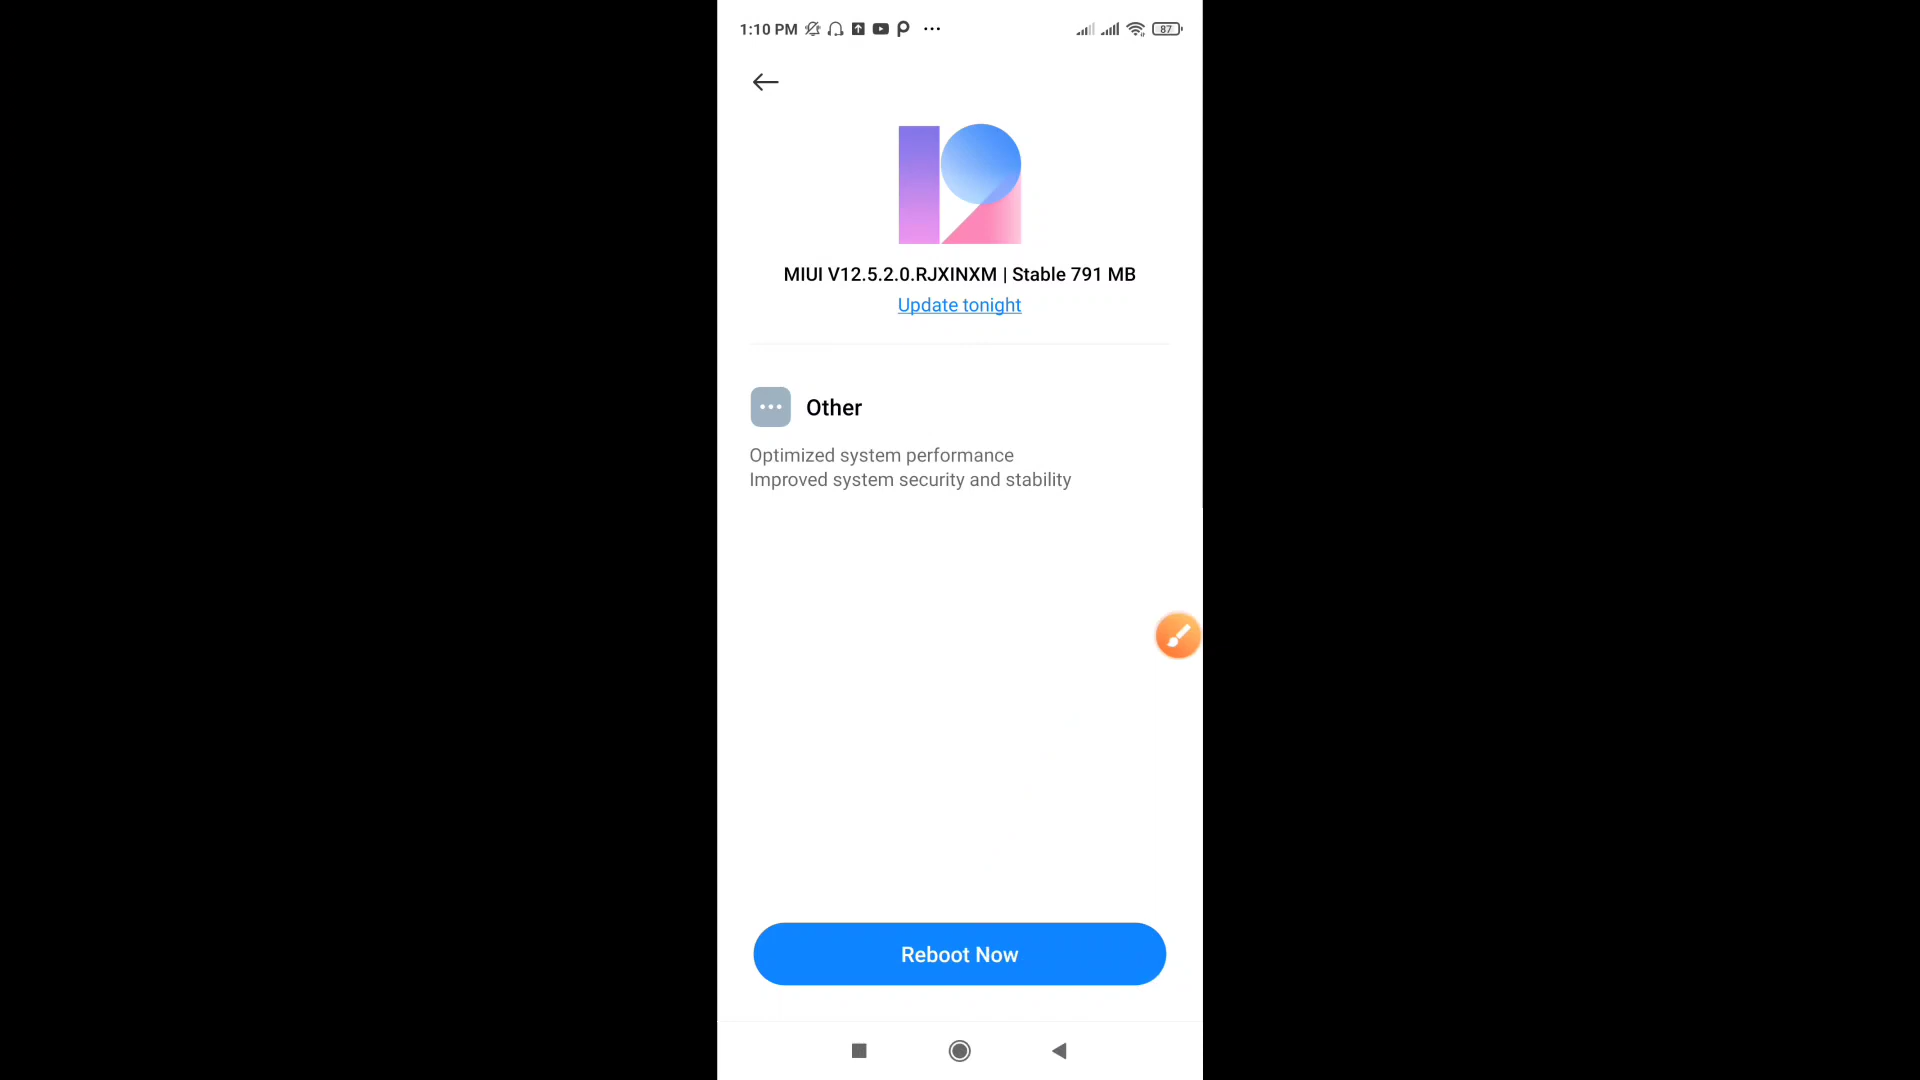 1:10 PM 87
MIUI V12.5.2.0.RJXINXM | Stable 791 MB
Update tonight
Other
Optimized system performance
Improved system security and stability
Reboot Now